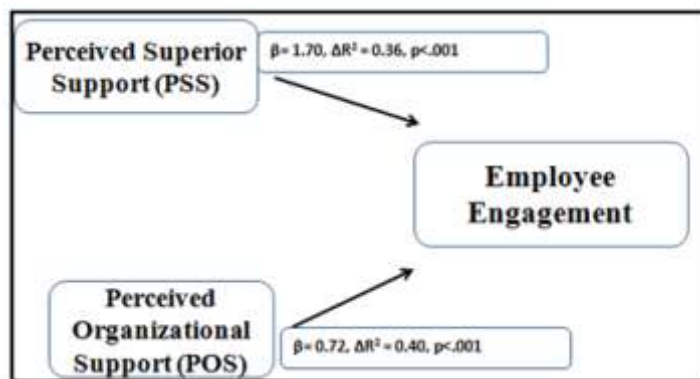 Perceived Superior
Support (PSS)
β= 1.70, ΔR² = 0.36, p<.001
Employee
Engagement
Perceived
Organizational
Support (POS)
β= 0.72, ΔR² = 0.40, p<.001